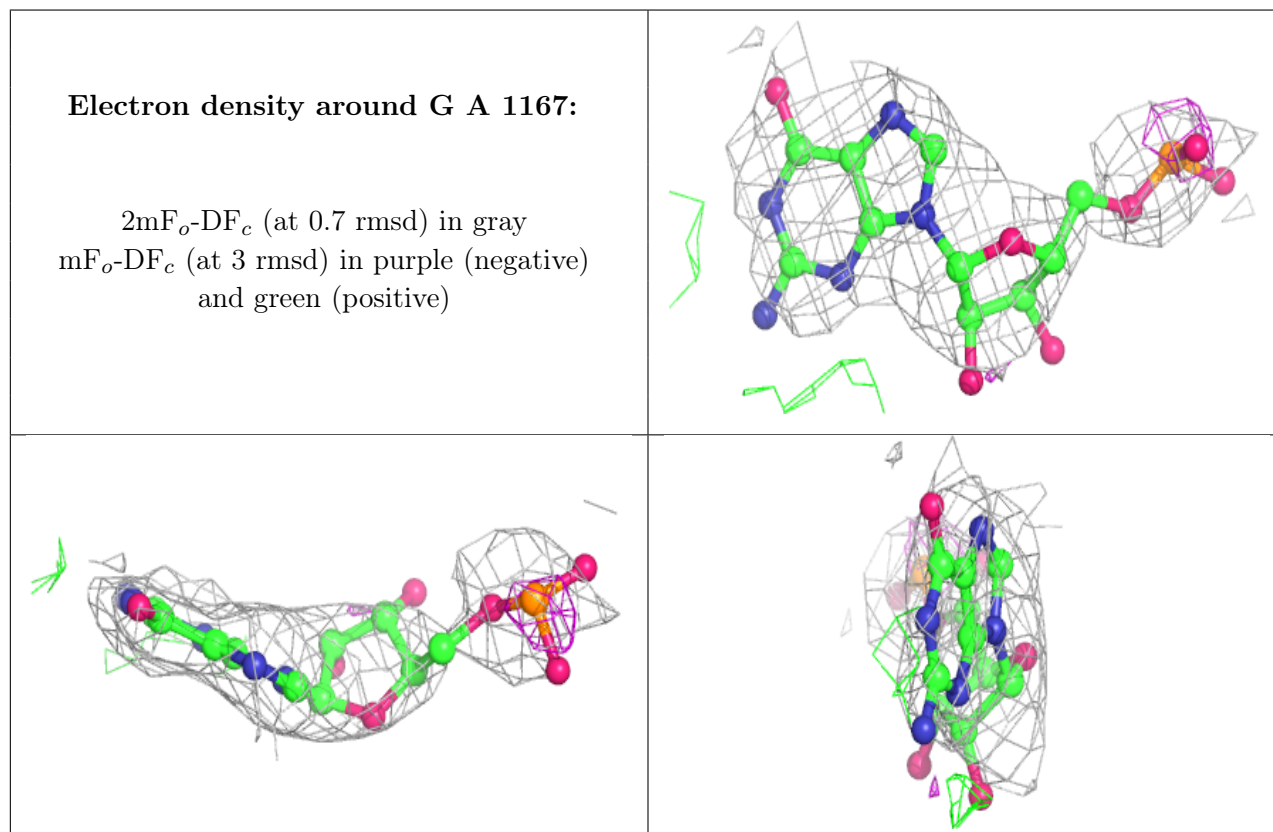 Electron density around G A 1167:
2mFo-DFc (at 0.7 rmsd) in gray
mFo-DFc (at 3 rmsd) in purple (negative)
and green (positive)